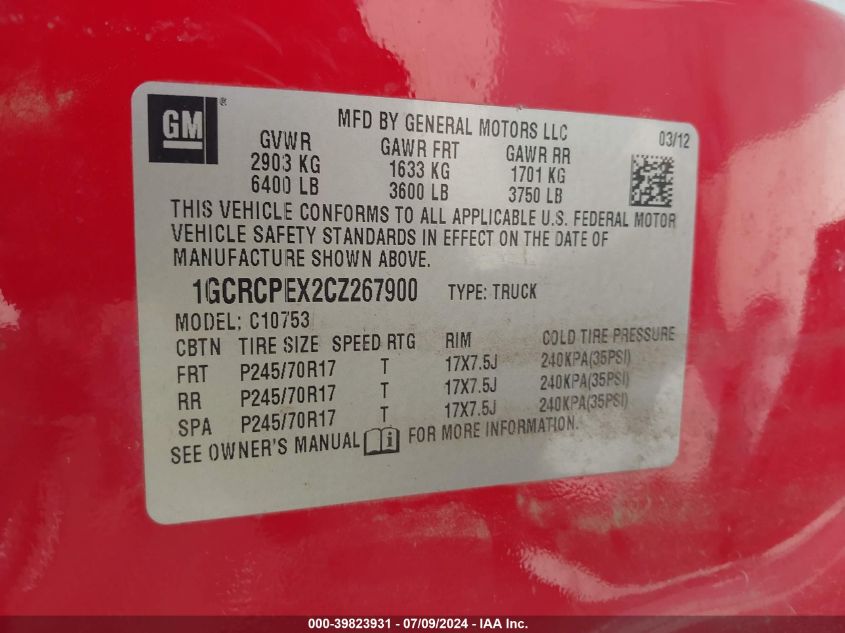 GM®
MFD BY GENERAL MOTORS LLC
03/12
GVWR GAWR FRT GAWR RR
2903 KG 1633 KG 1701 KG
6400 LB 3600 LB 3750 LB
THIS VEHICLE CONFORMS TO ALL APPLICABLE U.S. FEDERAL MOTOR
VEHICLE SAFETY STANDARDS IN EFFECT ON THE DATE OF
MANUFACTURE SHOWN ABOVE.
1GCRCPEX2CZ267900 TYPE: TRUCK
MODEL: C10753
CBTN TIRE SIZE SPEED RTG RIM COLD TIRE PRESSURE
FRT P245/70R17 T 17X7.5J 240KPA(35PSI)
RR P245/70R17 T 17X7.5J 240KPA(35PSI)
SPA P245/70R17 T 17X7.5J 240KPA(35PSI)
SEE OWNER'S MANUAL i FOR MORE INFORMATION.
000-39823931 - 07/09/2024 - IAA Inc.